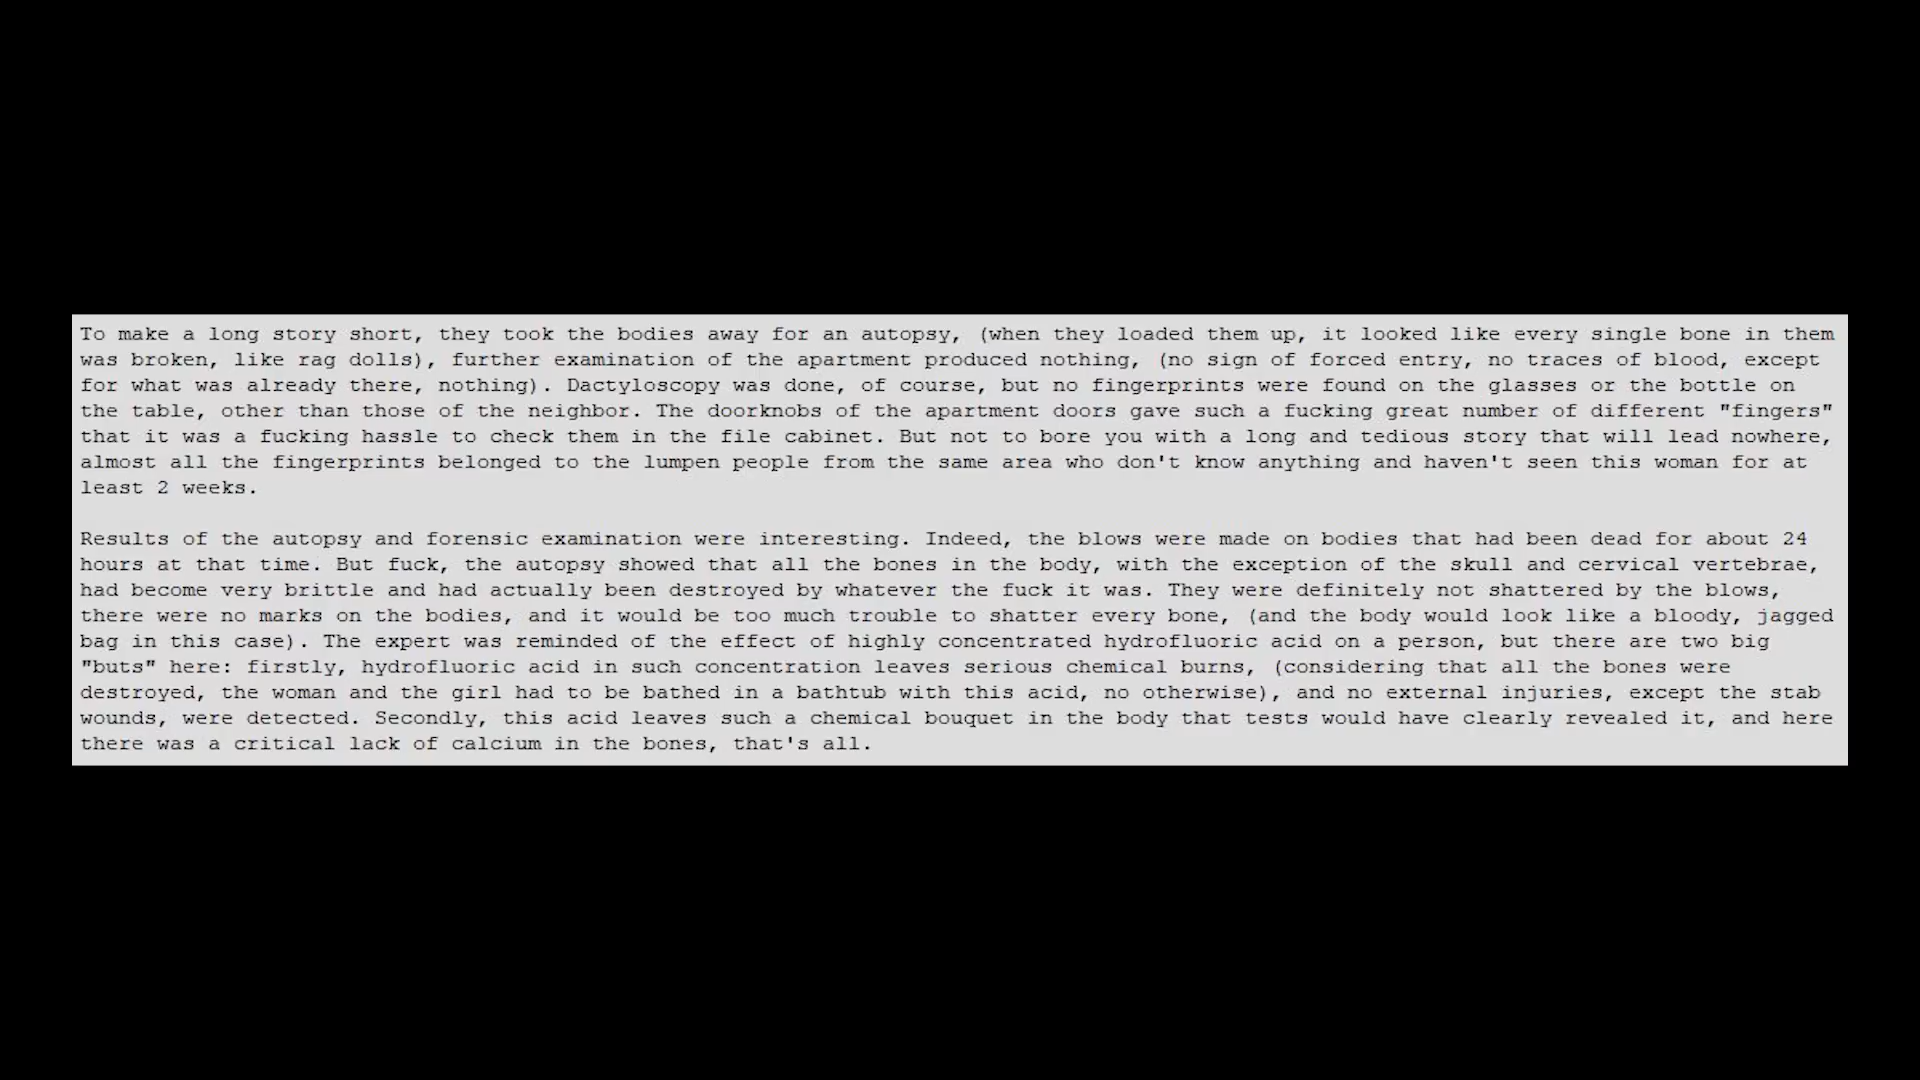 To make a long story short, they took the bodies away for an autopsy, (when they loaded them up, it looked like every single bone in them
was broken, like rag dolls), further examination of the apartment produced nothing, (no sign of forced entry, no traces of blood, except
for what was already there, nothing). Dactyloscopy was done, of course, but no fingerprints were found on the glasses or the bottle on
the table, other than those of the neighbor. The doorknobs of the apartment doors gave such a fucking great number of different "fingers"
that it was a fucking hassle to check them in the file cabinet. But not to bore you with a long and tedious story that will lead nowhere,
almost all the fingerprints belonged to the lumpen people from the same area who don't know anything and haven't seen this woman for at
least 2 weeks.
Results of the autopsy and forensic examination were interesting. Indeed, the blows were made on bodies that had been dead for about 24
hours at that time. But fuck, the autopsy showed that all the bones in the body, with the exception of the skull and cervical vertebrae,
had become very brittle and had actually been destroyed by whatever the fuck it was. They were definitely not shattered by the blows,
there were no marks on the bodies, and it would be too much trouble to shatter every bone, (and the body would look like a bloody, jagged
bag in this case). The expert was reminded of the effect of highly concentrated hydrofluoric acid on a person, but there are two big
"buts" here: firstly, hydrofluoric acid in such concentration leaves serious chemical burns, (considering that all the bones were
destroyed, the woman and the girl had to be bathed in a bathtub with this acid, no otherwise), and no external injuries, except the stab
wounds, were detected. Secondly, this acid leaves such a chemical bouquet in the body that tests would have clearly revealed it, and here
there was a critical lack of calcium in the bones, that's all.